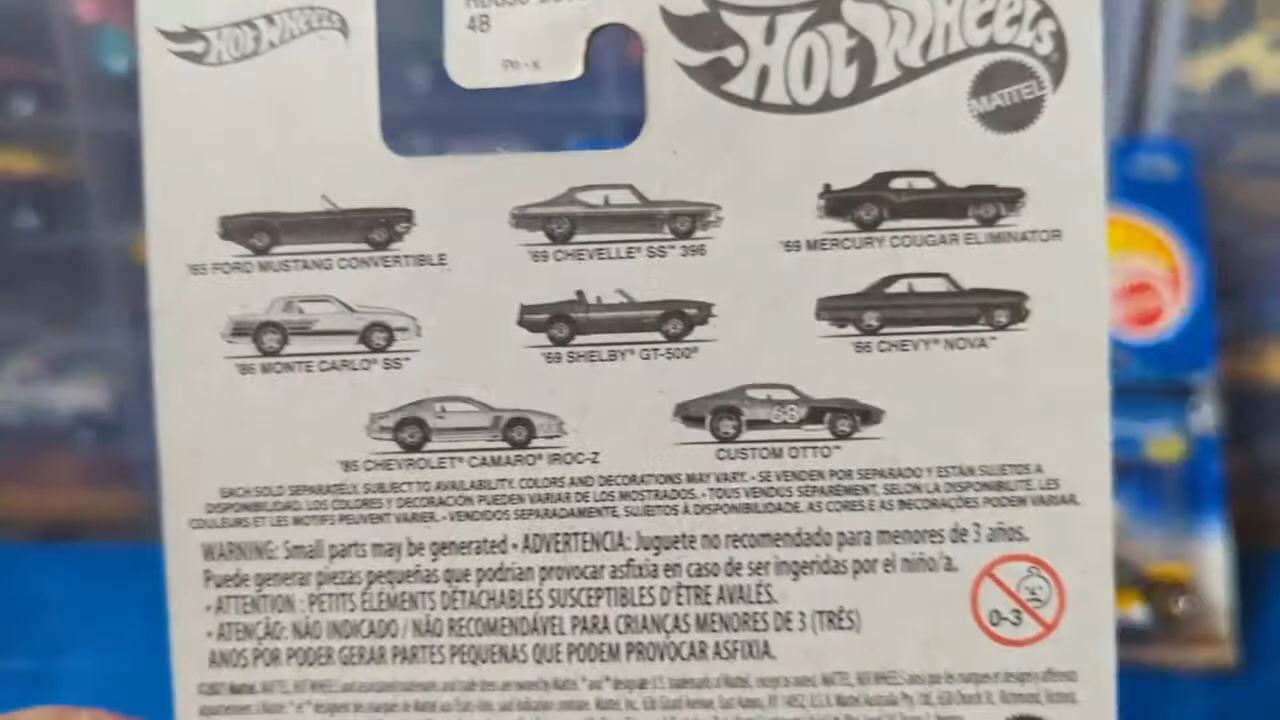 HOT WHEELS
4B
HOT WHEELS
MATTEL
'65 FORD MUSTANG CONVERTIBLE
'69 CHEVELLE® SS™ 396
'69 MERCURY COUGAR ELIMINATOR
'86 MONTE CARLO® SS™
'69 SHELBY® GT-500®
'66 CHEVY® NOVA™
68
'85 CHEVROLET® CAMARO® IROC-Z
CUSTOM OTTO™
EACH SOLD SEPARATELY, SUBJECT TO AVAILABILITY. COLORS AND DECORATIONS MAY VARY. • SE VENDEN POR SEPARADO Y ESTÁN SUJETOS A
DISPONIBILIDAD. LOS COLORES Y DECORACIÓN PUEDEN VARIAR DE LOS MOSTRADOS. • TOUS VENDUS SÉPARÉMENT, SELON LA DISPONIBILITÉ. LES
COULEURS ET LES MOTIFS PEUVENT VARIER. • VENDIDOS SEPARADAMENTE, SUJEITOS À DISPONIBILIDADE. AS CORES E AS DECORAÇÕES PODEM VARIAR.
WARNING: Small parts may be generated • ADVERTENCIA: Juguete no recomendado para menores de 3 años.
Puede generar piezas pequeñas que podrían provocar asfixia en caso de ser ingeridas por el niño/a.
• ATTENTION : PETITS ÉLÉMENTS DÉTACHABLES SUSCEPTIBLES D'ÊTRE AVALÉS.
• ATENÇÃO: NÃO INDICADO / NÃO RECOMENDÁVEL PARA CRIANÇAS MENORES DE 3 (TRÊS)
ANOS POR PODER GERAR PARTES PEQUENAS QUE PODEM PROVOCAR ASFIXIA.
0-3